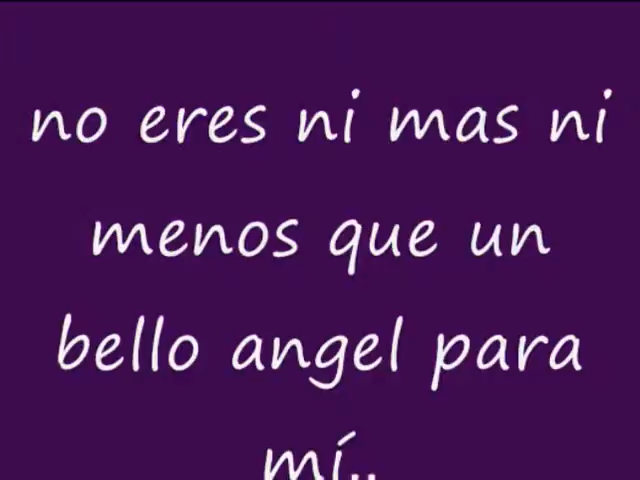 no eres ni mas ni
menos que un
bello angel para
mí..